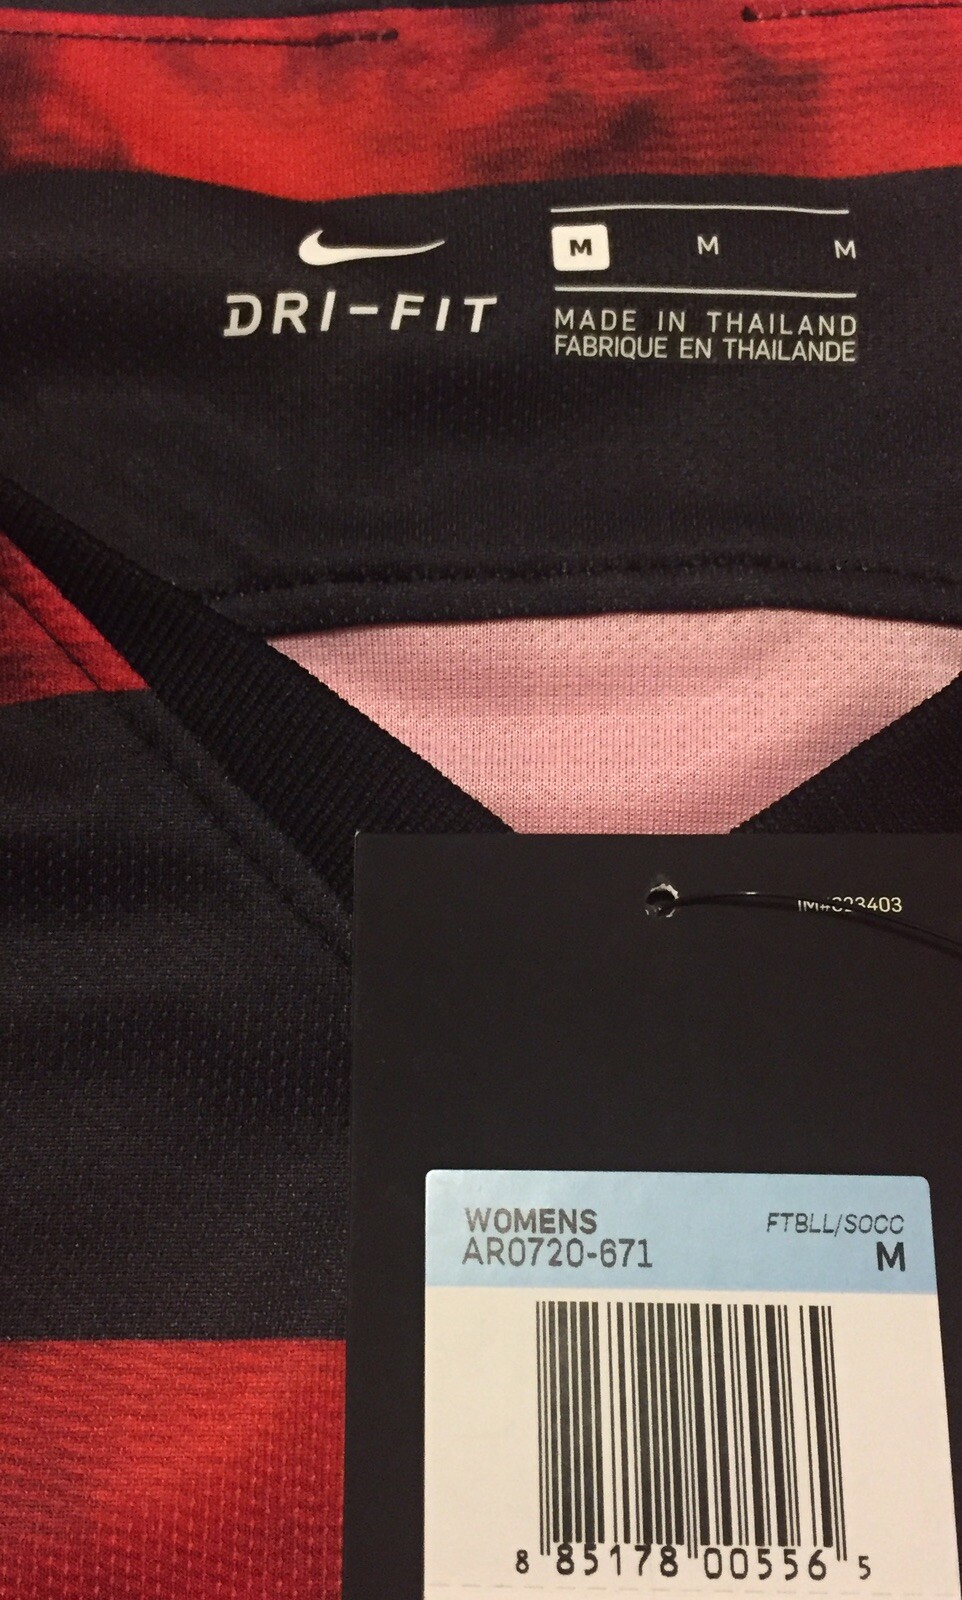 DRI-FIT
M M M
MADE IN THAILAND
FABRIQUE EN THAILANDE
WOMENS FTBLL/SOCC
AR0720-671 M
8 85178 00556 5